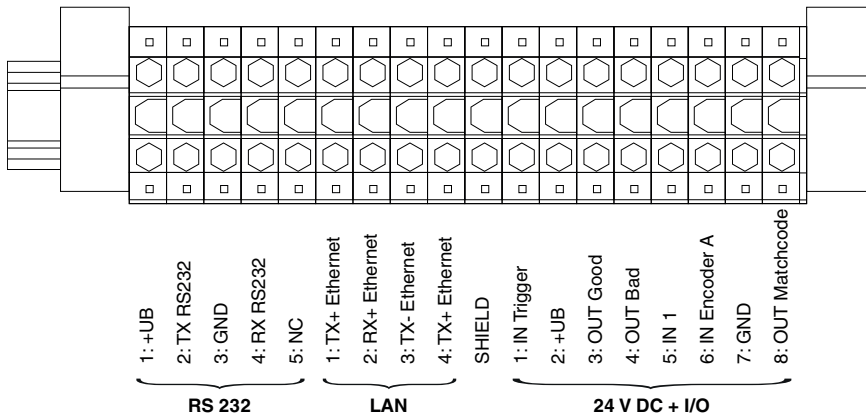 1: +UB
2: TX RS232
3: GND
4: RX RS232
5: NC
1: TX+ Ethernet
2: RX+ Ethernet
3: TX- Ethernet
4: TX+ Ethernet
SHIELD
1: IN Trigger
2: +UB
3: OUT Good
4: OUT Bad
5: IN 1
6: IN Encoder A
7: GND
8: OUT Matchcode
RS 232
LAN
24 V DC + I/O